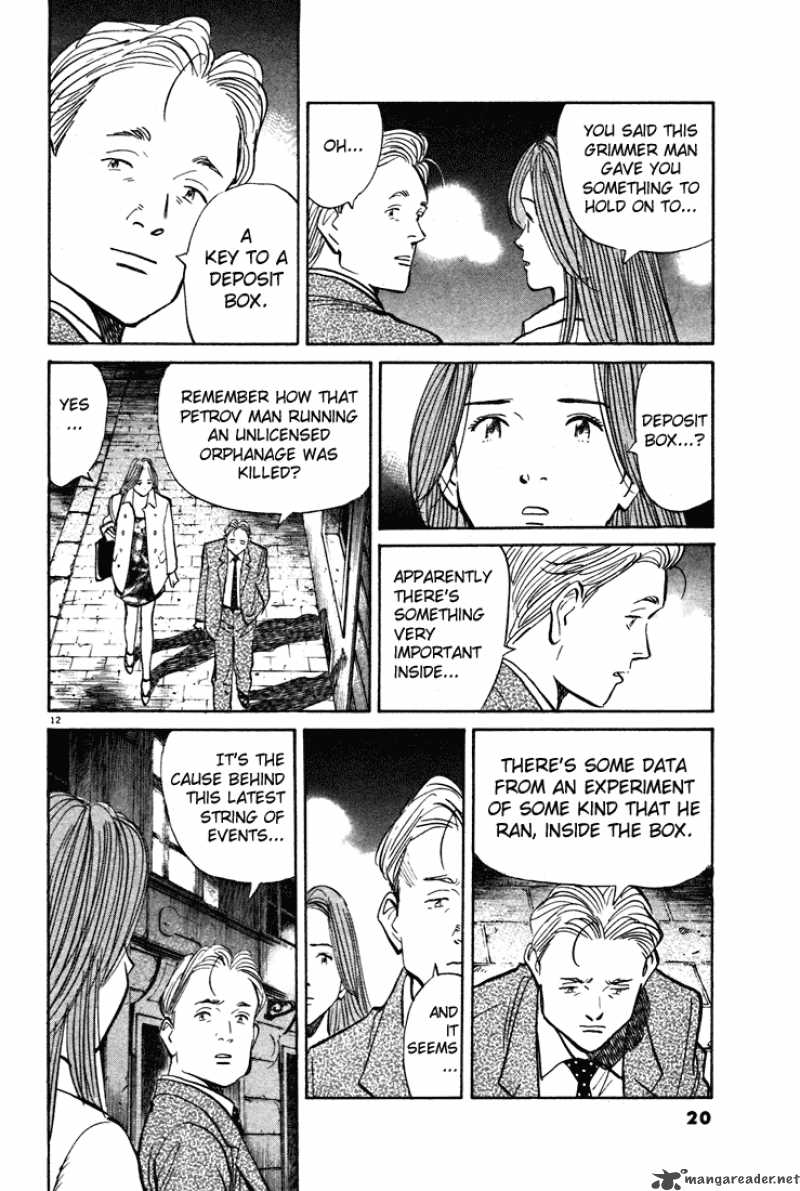 YOU SAID THIS
GRIMMER MAN
GAVE YOU
SOMETHING TO
HOLD ON TO...
OH...
A
KEY TO A
DEPOSIT
BOX.
DEPOSIT
BOX...?
REMEMBER HOW THAT
PETROV MAN RUNNING
AN UNLICENSED
ORPHANAGE WAS
KILLED?
YES
...
APPARENTLY
THERE'S
SOMETHING
VERY
IMPORTANT
INSIDE...
12
THERE'S SOME DATA
FROM AN EXPERIMENT
OF SOME KIND THAT HE
RAN, INSIDE THE BOX.
AND
IT
SEEMS
...
IT'S THE
CAUSE BEHIND
THIS LATEST
STRING OF
EVENTS...
20
mangareader.net